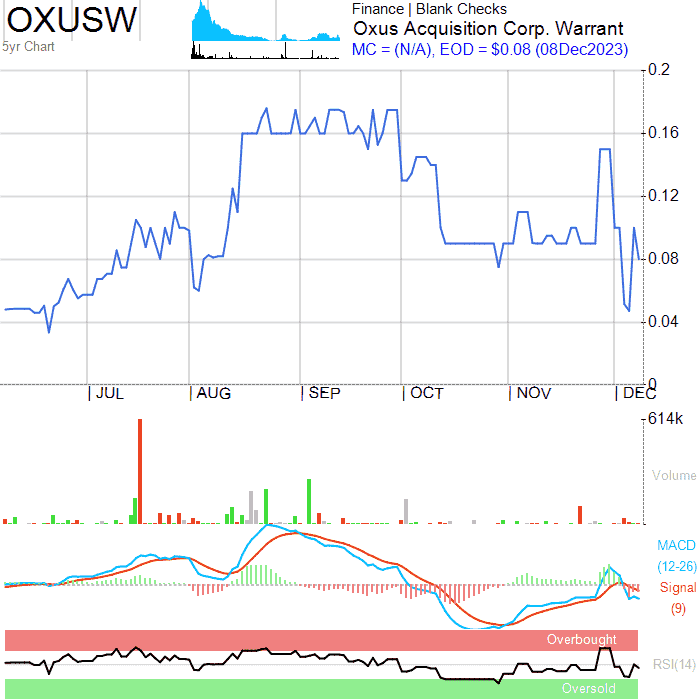 OXUSW
5yr Chart
Finance | Blank Checks
Oxus Acquisition Corp. Warrant
MC = (N/A), EOD = $0.08 (08Dec2023)
0.2
0.16
0.12
0.08
0.04
0
JUL AUG SEP OCT NOV DEC
614k
Volume
MACD
(12-26)
Signal
(9)
Overbought
RSI(14)
Oversold